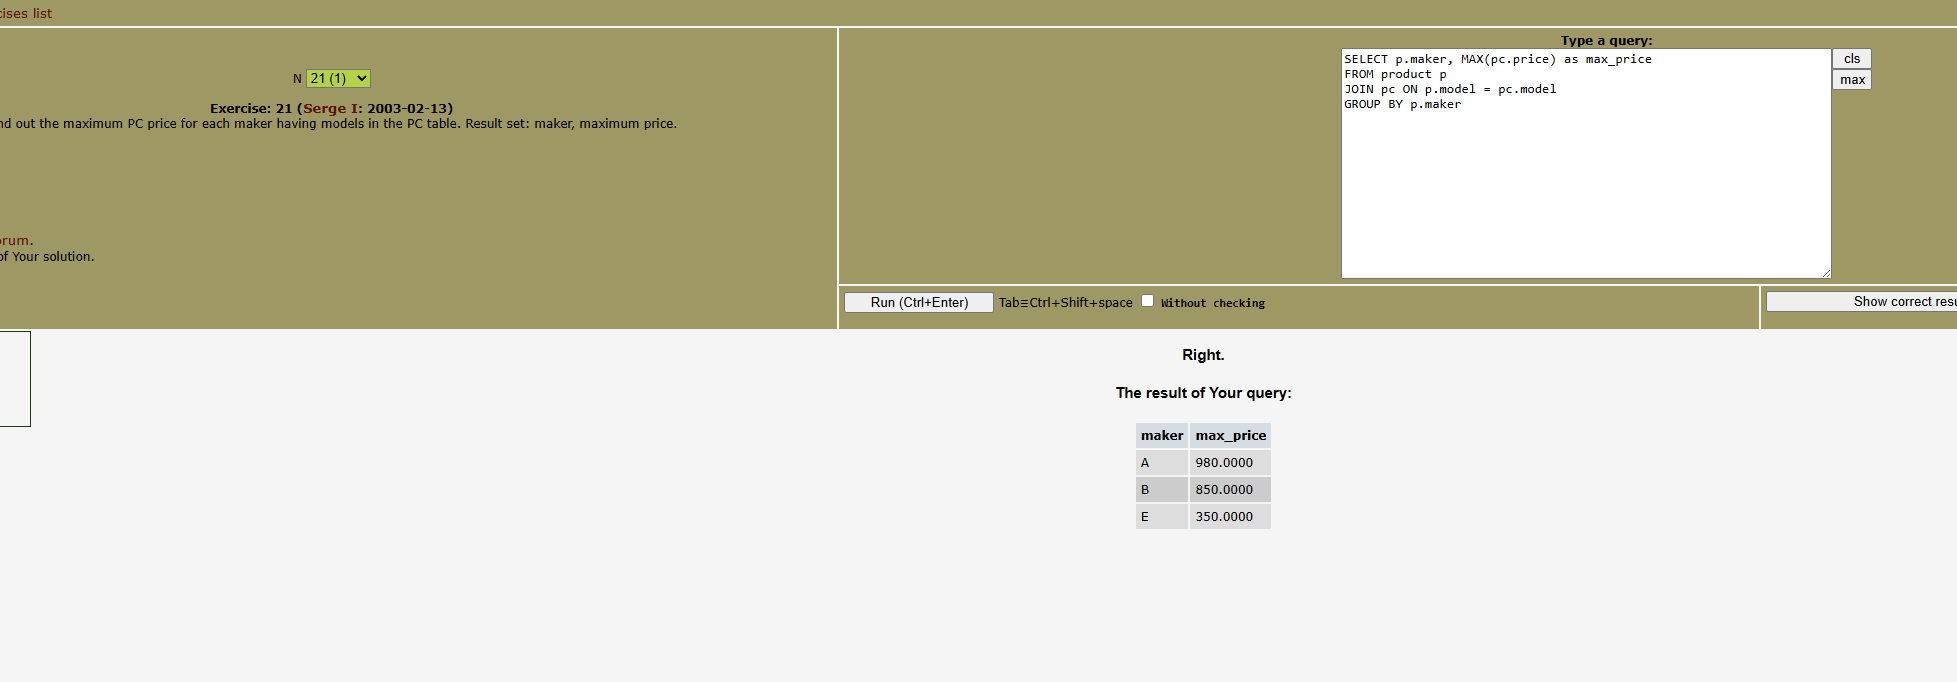 ises list
N 21 (1)
Exercise: 21 (Serge I: 2003-02-13)
nd out the maximum PC price for each maker having models in the PC table. Result set: maker, maximum price.
orum.
of Your solution.
Type a query:
SELECT p.maker, MAX(pc.price) as max_price
FROM product p
JOIN pc ON p.model = pc.model
GROUP BY p.maker
cls
max
Run (Ctrl+Enter) Tab≡Ctrl+Shift+space Without checking
Show correct resu
Right.
The result of Your query:
maker max_price
A 980.0000
B 850.0000
E 350.0000